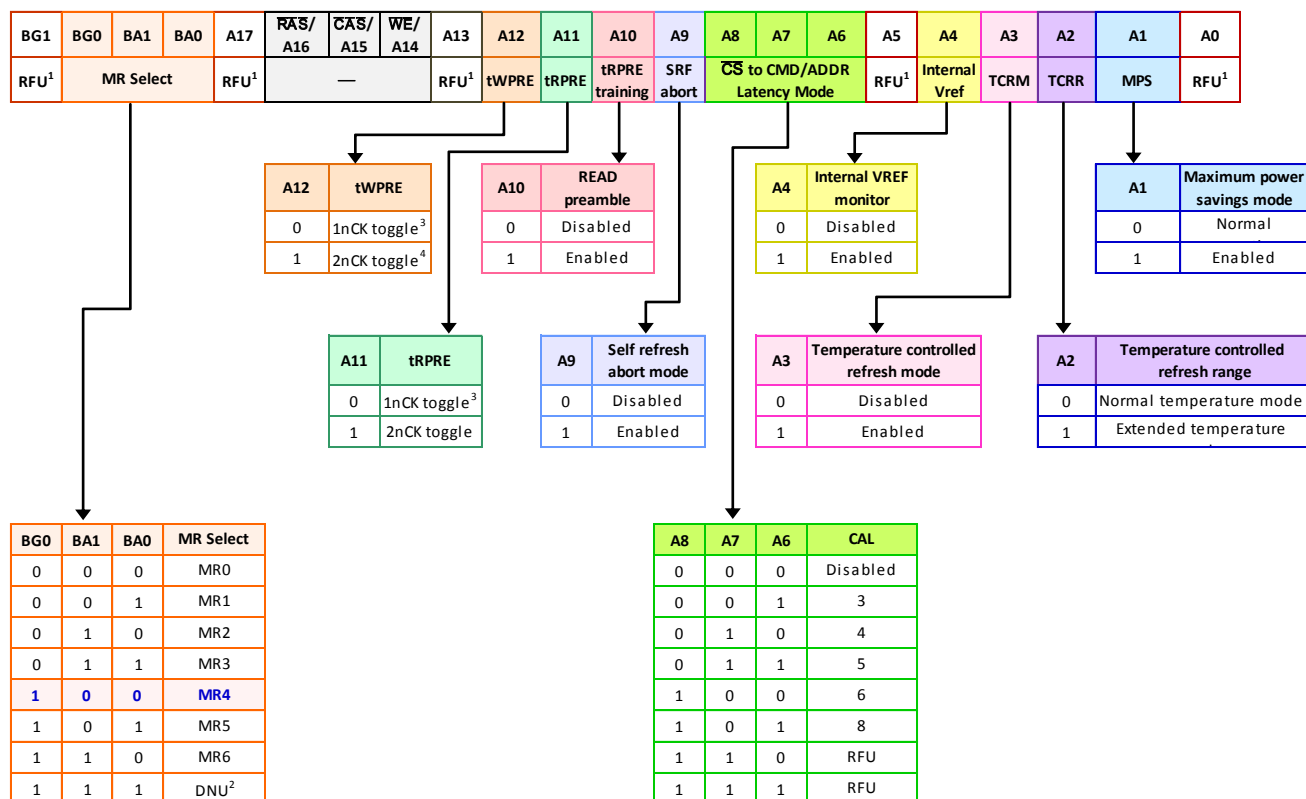 BG1 BG0 BA1 BA0 A17 RAS/ A16 CAS/ A15 WE/ A14 A13 A12 A11 A10 A9 A8 A7 A6 A5 A4 A3 A2 A1 A0
RFU1 MR Select RFU1 — RFU1 tWPRE tRPRE tRPRE training SRF abort CS to CMD/ADDR Latency Mode RFU1 Internal Vref TCRM TCRR MPS RFU1
A12 tWPRE
0 1nCK toggle3
1 2nCK toggle4
A10 READ preamble
0 Disabled
1 Enabled
A4 Internal VREF monitor
0 Disabled
1 Enabled
A1 Maximum power savings mode
0 Normal
1 Enabled
A11 tRPRE
0 1nCK toggle3
1 2nCK toggle
A9 Self refresh abort mode
0 Disabled
1 Enabled
A3 Temperature controlled refresh mode
0 Disabled
1 Enabled
A2 Temperature controlled refresh range
0 Normal temperature mode
1 Extended temperature
BG0 BA1 BA0 MR Select
0 0 0 MR0
0 0 1 MR1
0 1 0 MR2
0 1 1 MR3
1 0 0 MR4
1 0 1 MR5
1 1 0 MR6
1 1 1 DNU2
A8 A7 A6 CAL
0 0 0 Disabled
0 0 1 3
0 1 0 4
0 1 1 5
1 0 0 6
1 0 1 8
1 1 0 RFU
1 1 1 RFU